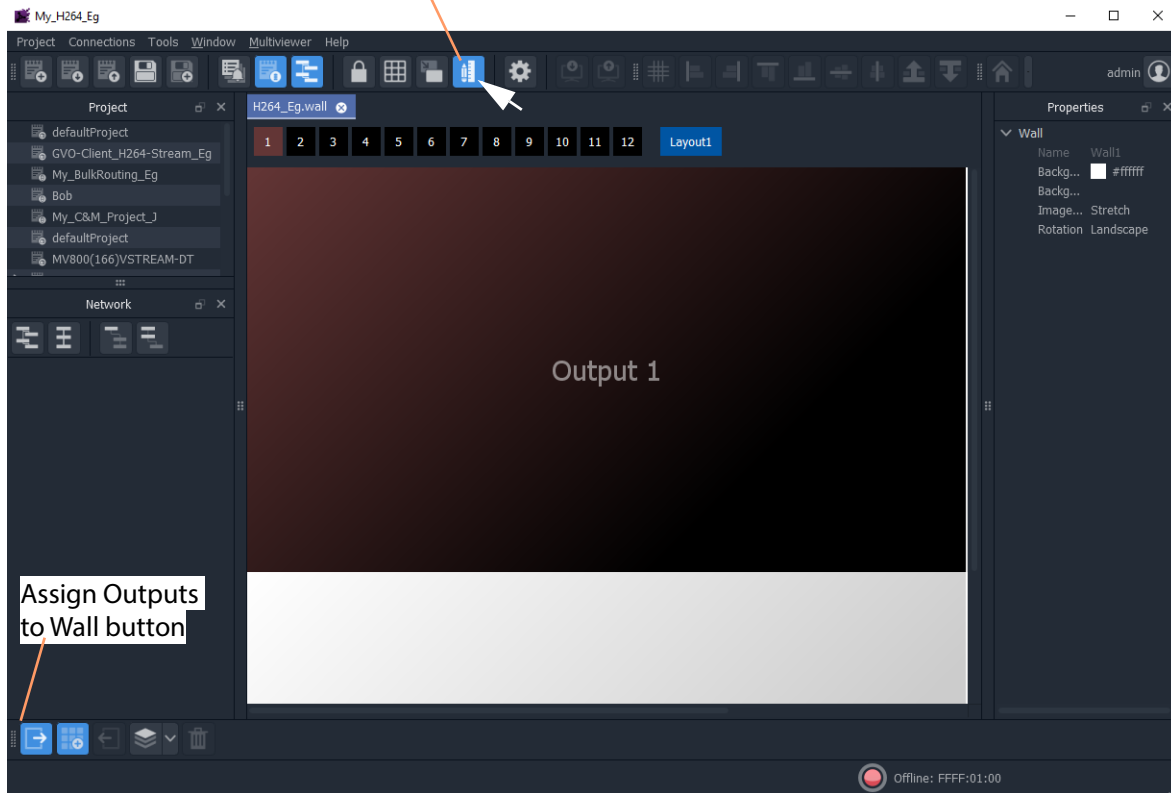 My_H264_Eg
Project Connections Tools Window Multiviewer Help
admin
Project
defaultProject
GVO-Client_H264-Stream_Eg
My_BulkRouting_Eg
Bob
My_C&M_Project_J
defaultProject
MV800(166)VSTREAM-DT
Network
H264_Eg.wall
1 2 3 4 5 6 7 8 9 10 11 12 Layout1
Output 1
Properties
Wall
Name Wall1
Backg... #ffffff
Backg...
Image... Stretch
Rotation Landscape
Assign Outputs
to Wall button
Offline: FFFF:01:00